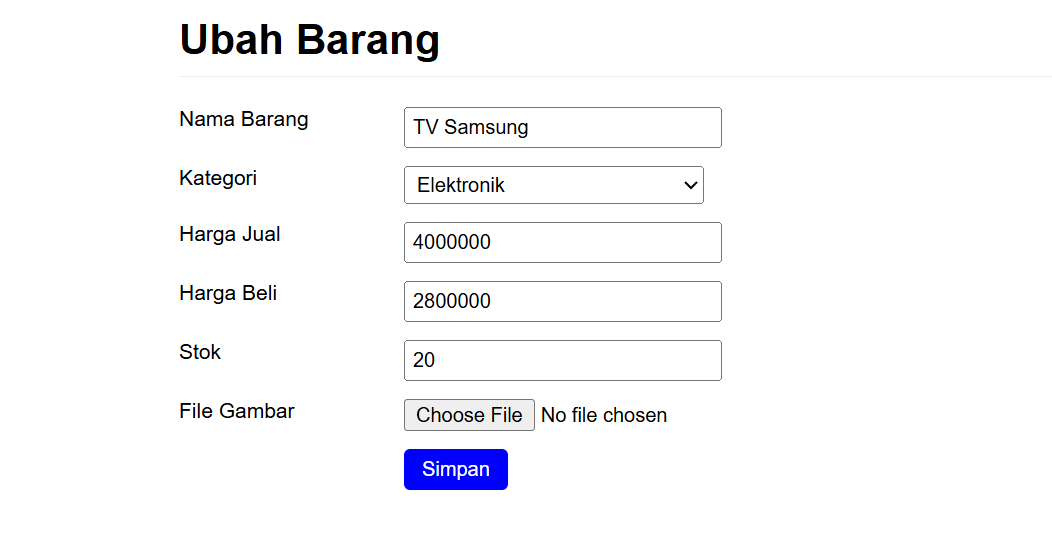 Ubah Barang
Nama Barang TV Samsung
Kategori Elektronik
Harga Jual 4000000
Harga Beli 2800000
Stok 20
File Gambar Choose File No file chosen
Simpan